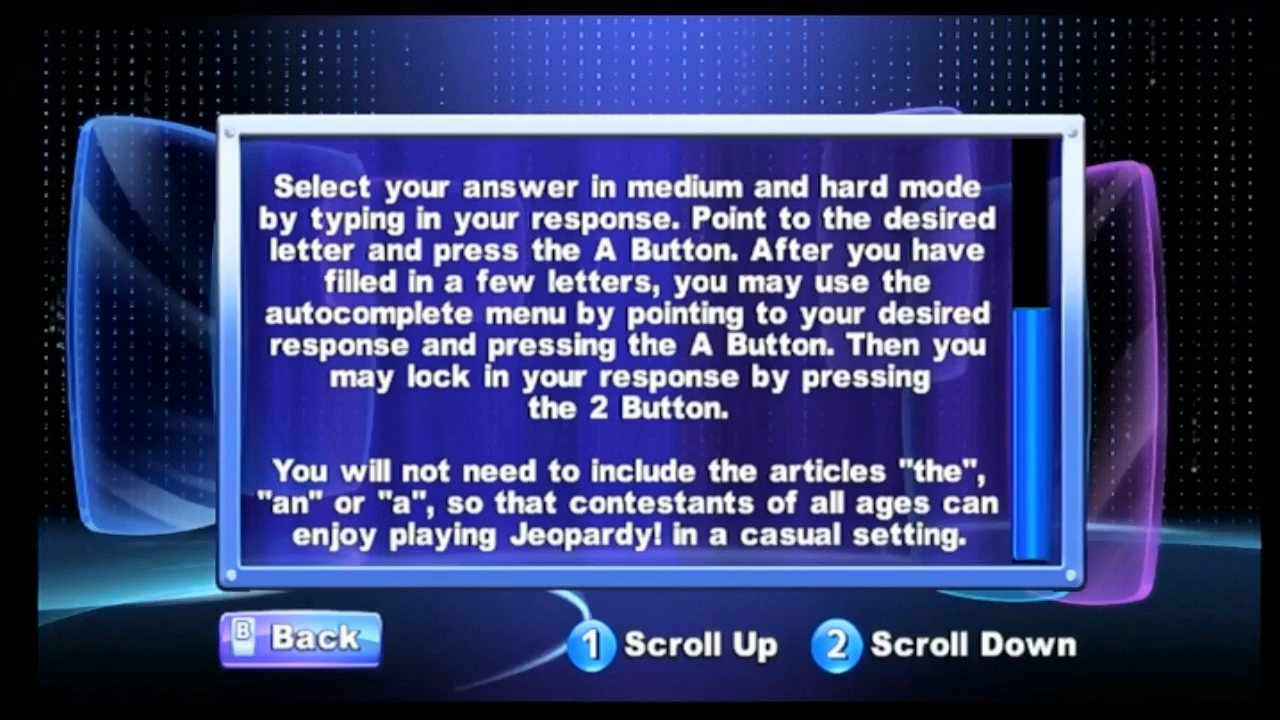 Select your answer in medium and hard mode
by typing in your response. Point to the desired
letter and press the A Button. After you have
filled in a few letters, you may use the
autocomplete menu by pointing to your desired
response and pressing the A Button. Then you
may lock in your response by pressing
the 2 Button.
You will not need to include the articles "the",
"an" or "a", so that contestants of all ages can
enjoy playing Jeopardy! in a casual setting.
B Back 1 Scroll Up 2 Scroll Down